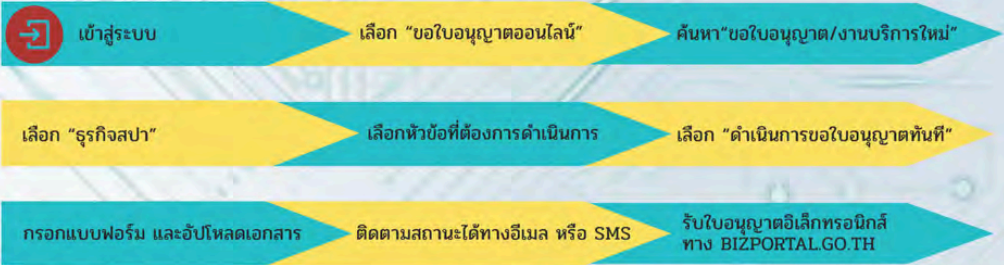 เข้าสู่ระบบ
เลือก “ขอใบอนุญาตออนไลน์”
ค้นหา“ขอใบอนุญาต/งานบริการใหม่”
เลือก “ธุรกิจสปา”
เลือกหัวข้อที่ต้องการดำเนินการ
เลือก “ดำเนินการขอใบอนุญาตทันที”
กรอกแบบฟอร์ม และอัปโหลดเอกสาร
ติดตามสถานะได้ทางอีเมล หรือ SMS
รับใบอนุญาตอิเล็กทรอนิกส์
ทาง BIZPORTAL.GO.TH